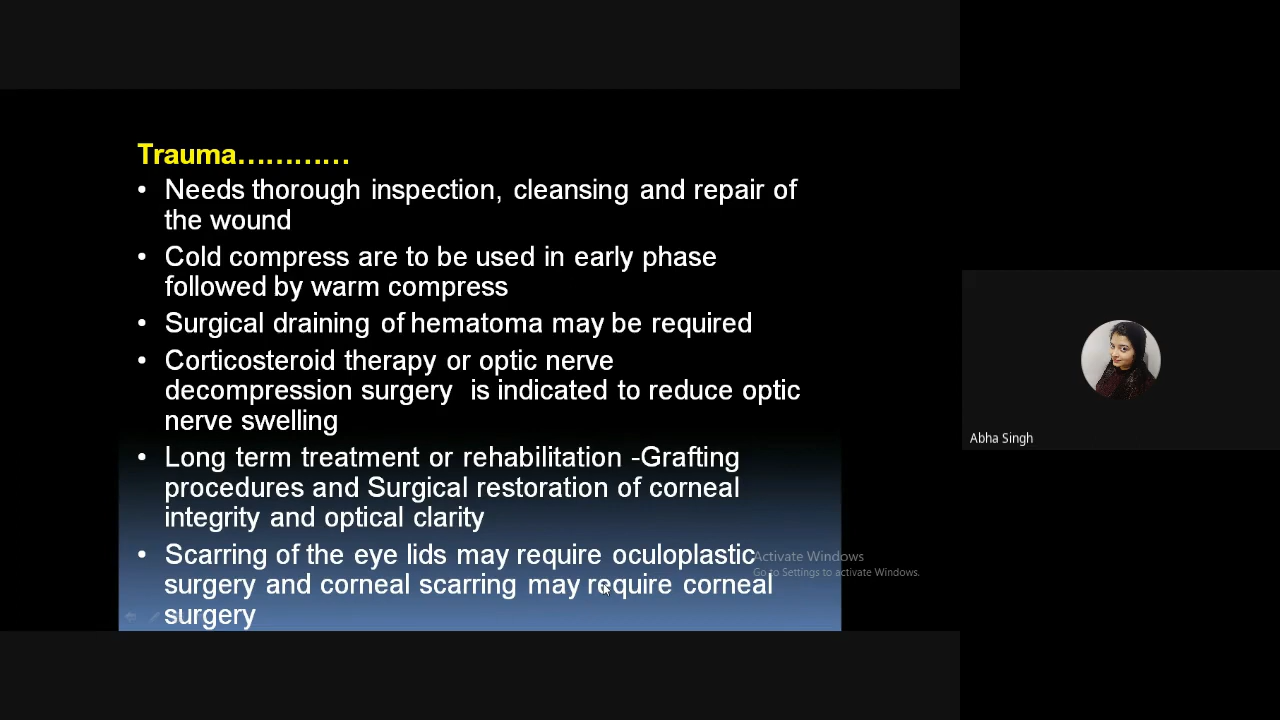 Trauma…………
• Needs thorough inspection, cleansing and repair of
the wound
• Cold compress are to be used in early phase
followed by warm compress
• Surgical draining of hematoma may be required
• Corticosteroid therapy or optic nerve
decompression surgery is indicated to reduce optic
nerve swelling
• Long term treatment or rehabilitation -Grafting
procedures and Surgical restoration of corneal
integrity and optical clarity
• Scarring of the eye lids may require oculoplastic
surgery and corneal scarring may require corneal
surgery
Activate Windows
Go to Settings to activate Windows.
Abha Singh